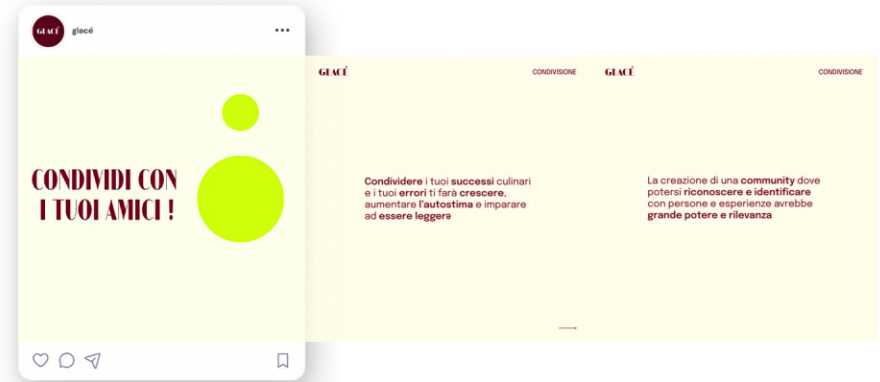 GLACÉ
glacé
CONDIVIDI CON
I TUOI AMICI !
GLACÉ
CONDIVISIONE
Condividere i tuoi successi culinari
e i tuoi errori ti farà crescere,
aumentare l'autostima e imparare
ad essere leggerə
GLACÉ
CONDIVISIONE
La creazione di una community dove
potersi riconoscere e identificare
con persone e esperienze avrebbe
grande potere e rilevanza